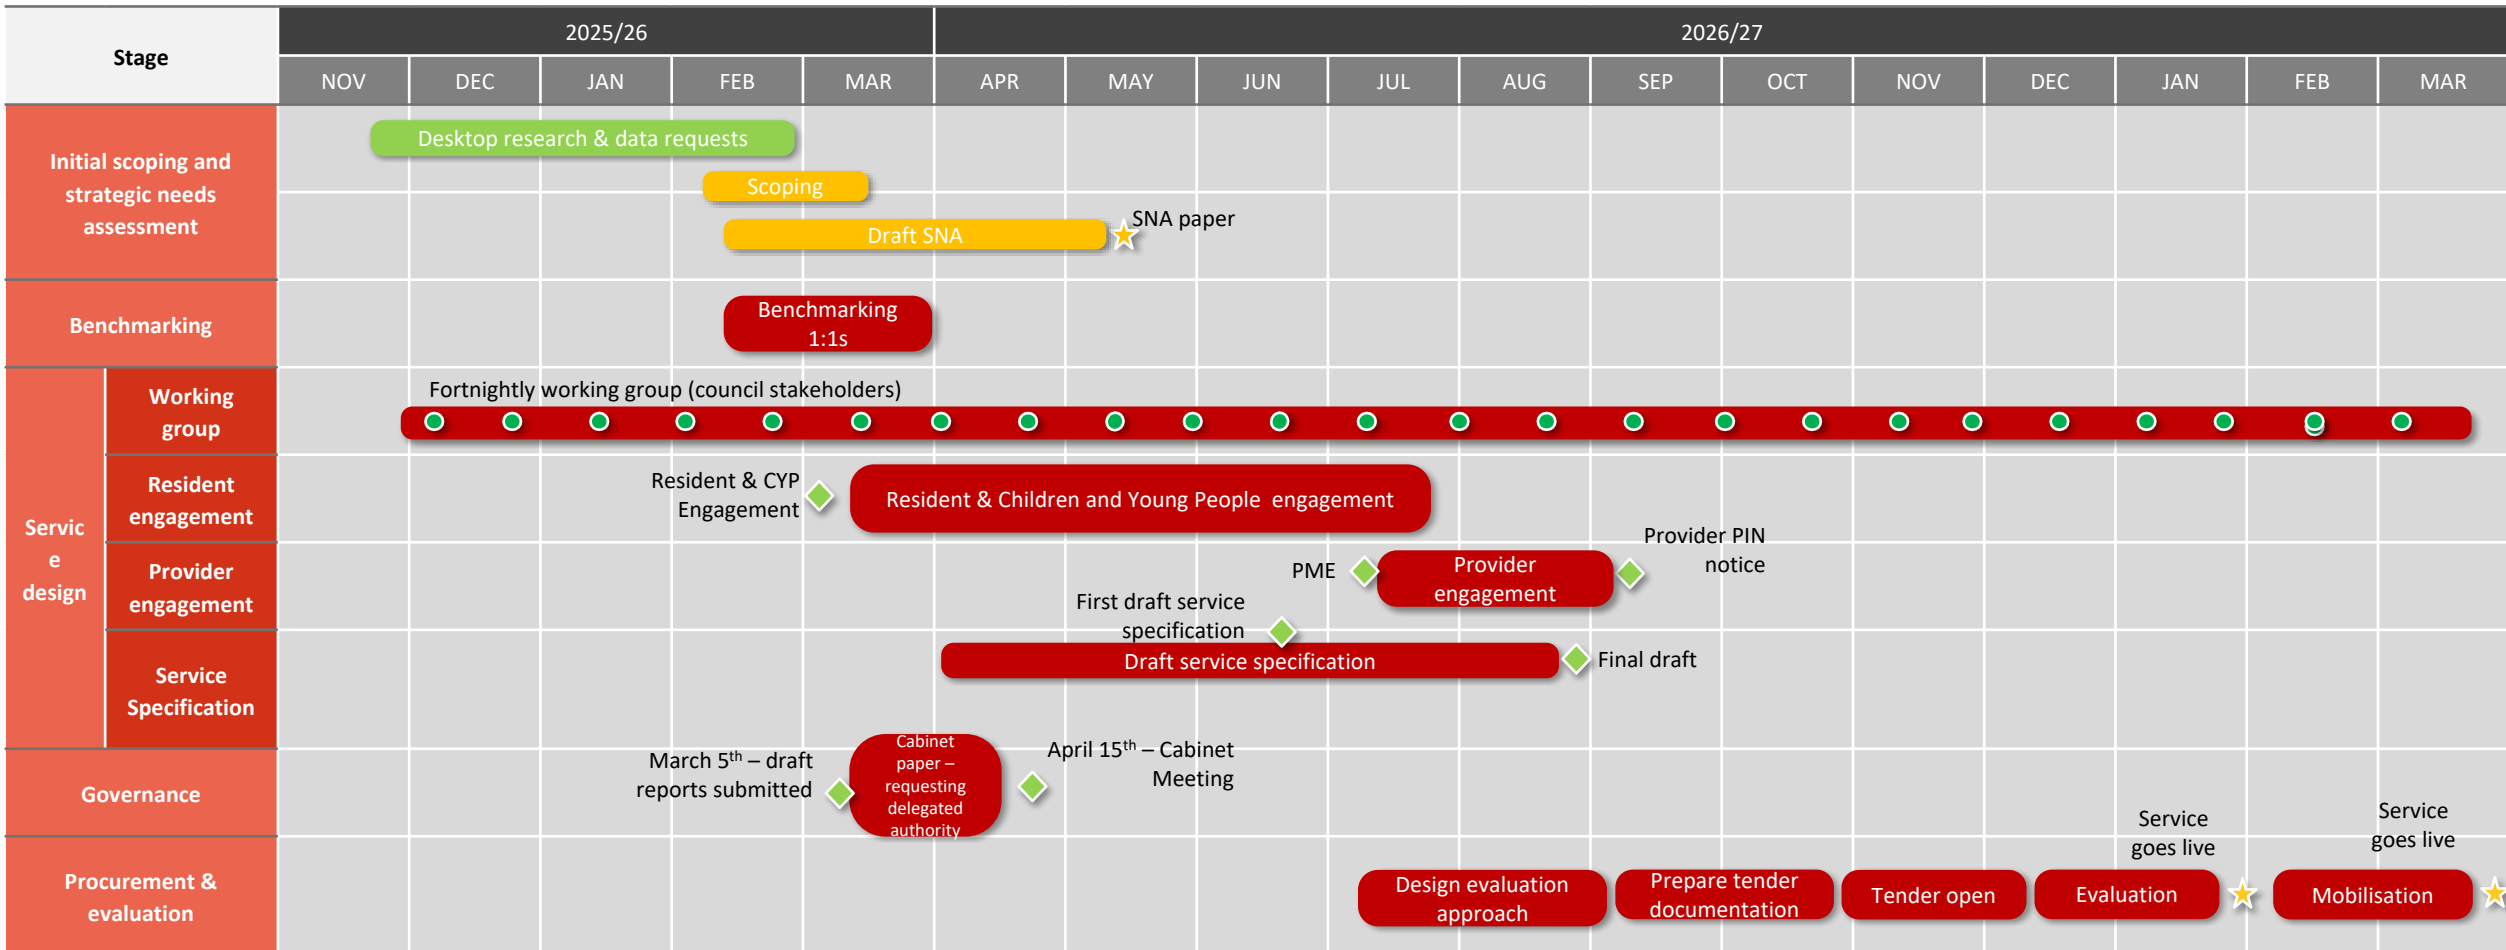 Stage
2025/26
2026/27
NOV
DEC
JAN
FEB
MAR
APR
MAY
JUN
JUL
AUG
SEP
OCT
NOV
DEC
JAN
FEB
MAR
Initial scoping and
strategic needs
assessment
Desktop research & data requests
Scoping
Draft SNA
SNA paper
Benchmarking
Benchmarking
1:1s
Servic
e
design
Working
group
Fortnightly working group (council stakeholders)
Resident
engagement
Resident & CYP
Engagement
Resident & Children and Young People  engagement
Provider
engagement
PME
Provider
engagement
Provider PIN
notice
Service
Specification
First draft service
specification
Draft service specification
Final draft
Governance
March 5th – draft
reports submitted
Cabinet
paper –
requesting
delegated
authority
April 15th – Cabinet
Meeting
Procurement &
evaluation
Design evaluation
approach
Prepare tender
documentation
Tender open
Evaluation
Service
goes live
Mobilisation
Service
goes live